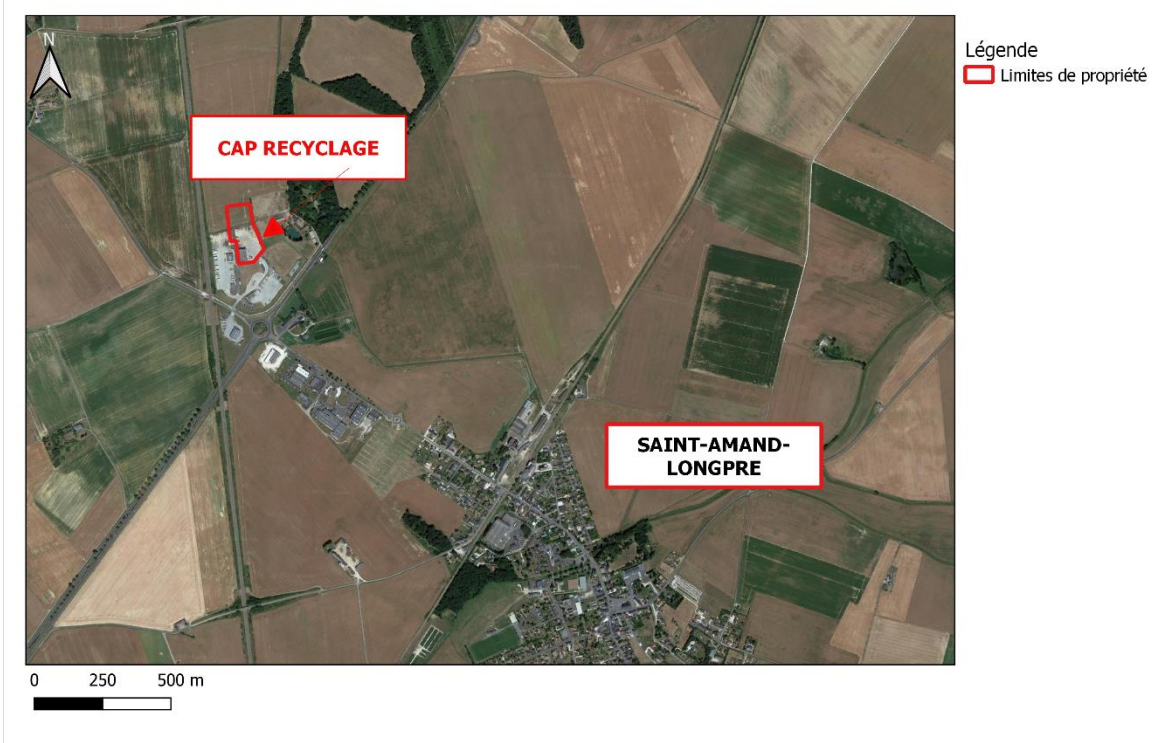 N
CAP RECYCLAGE
SAINT-AMAND-
LONGPRE
Légende
Limites de propriété
0 250 500 m